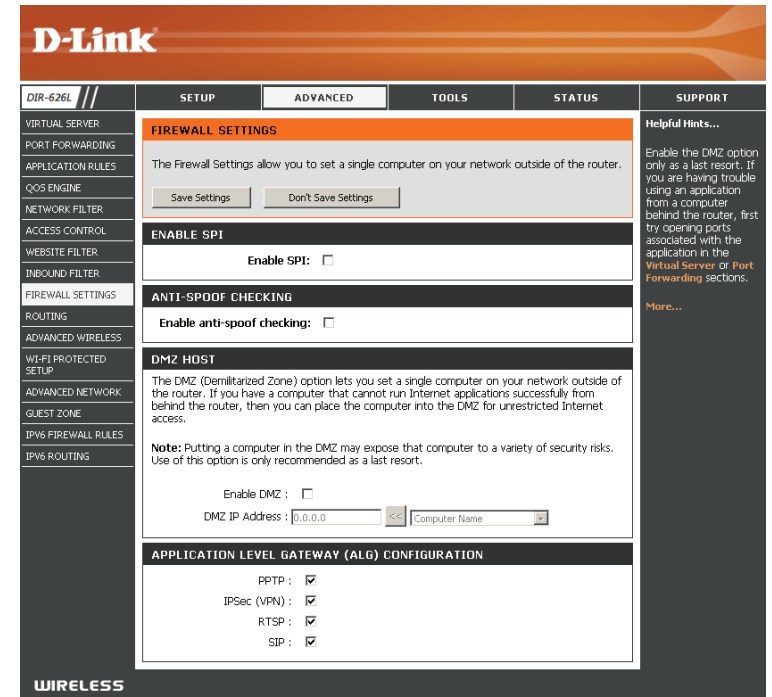 D-Link
DIR-626L
SETUP
ADVANCED
TOOLS
STATUS
SUPPORT
VIRTUAL SERVER
PORT FORWARDING
APPLICATION RULES
QOS ENGINE
NETWORK FILTER
ACCESS CONTROL
WEBSITE FILTER
INBOUND FILTER
FIREWALL SETTINGS
ROUTING
ADVANCED WIRELESS
WI-FI PROTECTED
SETUP
ADVANCED NETWORK
GUEST ZONE
IPV6 FIREWALL RULES
IPV6 ROUTING
FIREWALL SETTINGS
The Firewall Settings allow you to set a single computer on your network outside of the router.
Save Settings
Don't Save Settings
ENABLE SPI
Enable SPI:
ANTI-SPOOF CHECKING
Enable anti-spoof checking:
DMZ HOST
The DMZ (Demilitarized Zone) option lets you set a single computer on your network outside of
the router. If you have a computer that cannot run Internet applications successfully from
behind the router, then you can place the computer into the DMZ for unrestricted Internet
access.
Note: Putting a computer in the DMZ may expose that computer to a variety of security risks.
Use of this option is only recommended as a last resort.
Enable DMZ :
DMZ IP Address : 0.0.0.0 << Computer Name
APPLICATION LEVEL GATEWAY (ALG) CONFIGURATION
PPTP :
IPSec (VPN) :
RTSP :
SIP :
Helpful Hints...
Enable the DMZ option
only as a last resort. If
you are having trouble
using an application
from a computer
behind the router, first
try opening ports
associated with the
application in the
Virtual Server or Port
Forwarding sections.
More...
WIRELESS